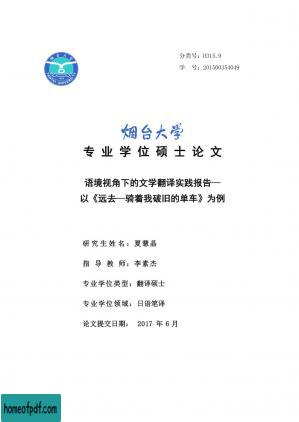 分类号：H315.9
学　号：201500354049
烟台大学
专业学位硕士论文
语境视角下的文学翻译实践报告—
以《远去—骑着我破旧的单车》为例
研究生姓名：夏慧晶
指 导 教 师：李素杰
专业学位类型：翻译硕士
专业学位领域：日语笔译
论文提交日期：2017 年 6 月
homeofpdf.com